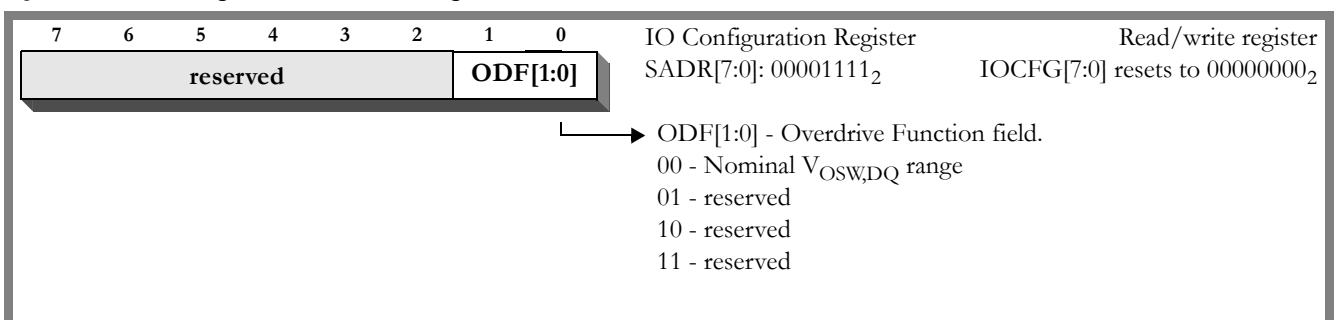 7 6 5 4 3 2 1 0
reserved ODF[1:0]
IO Configuration Register Read/write register
SADR[7:0]: 00001111₂ IOCFG[7:0] resets to 00000000₂
ODF[1:0] - Overdrive Function field.
00 - Nominal V_OSW,DQ range
01 - reserved
10 - reserved
11 - reserved